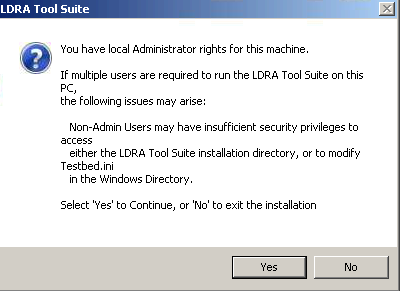 LDRA Tool Suite
You have local Administrator rights for this machine.
If multiple users are required to run the LDRA Tool Suite on this
PC,
the following issues may arise:
Non-Admin Users may have insufficient security privileges to
access
either the LDRA Tool Suite installation directory, or to modify
Testbed.ini
in the Windows Directory.
Select 'Yes' to Continue, or 'No' to exit the installation
Yes
No